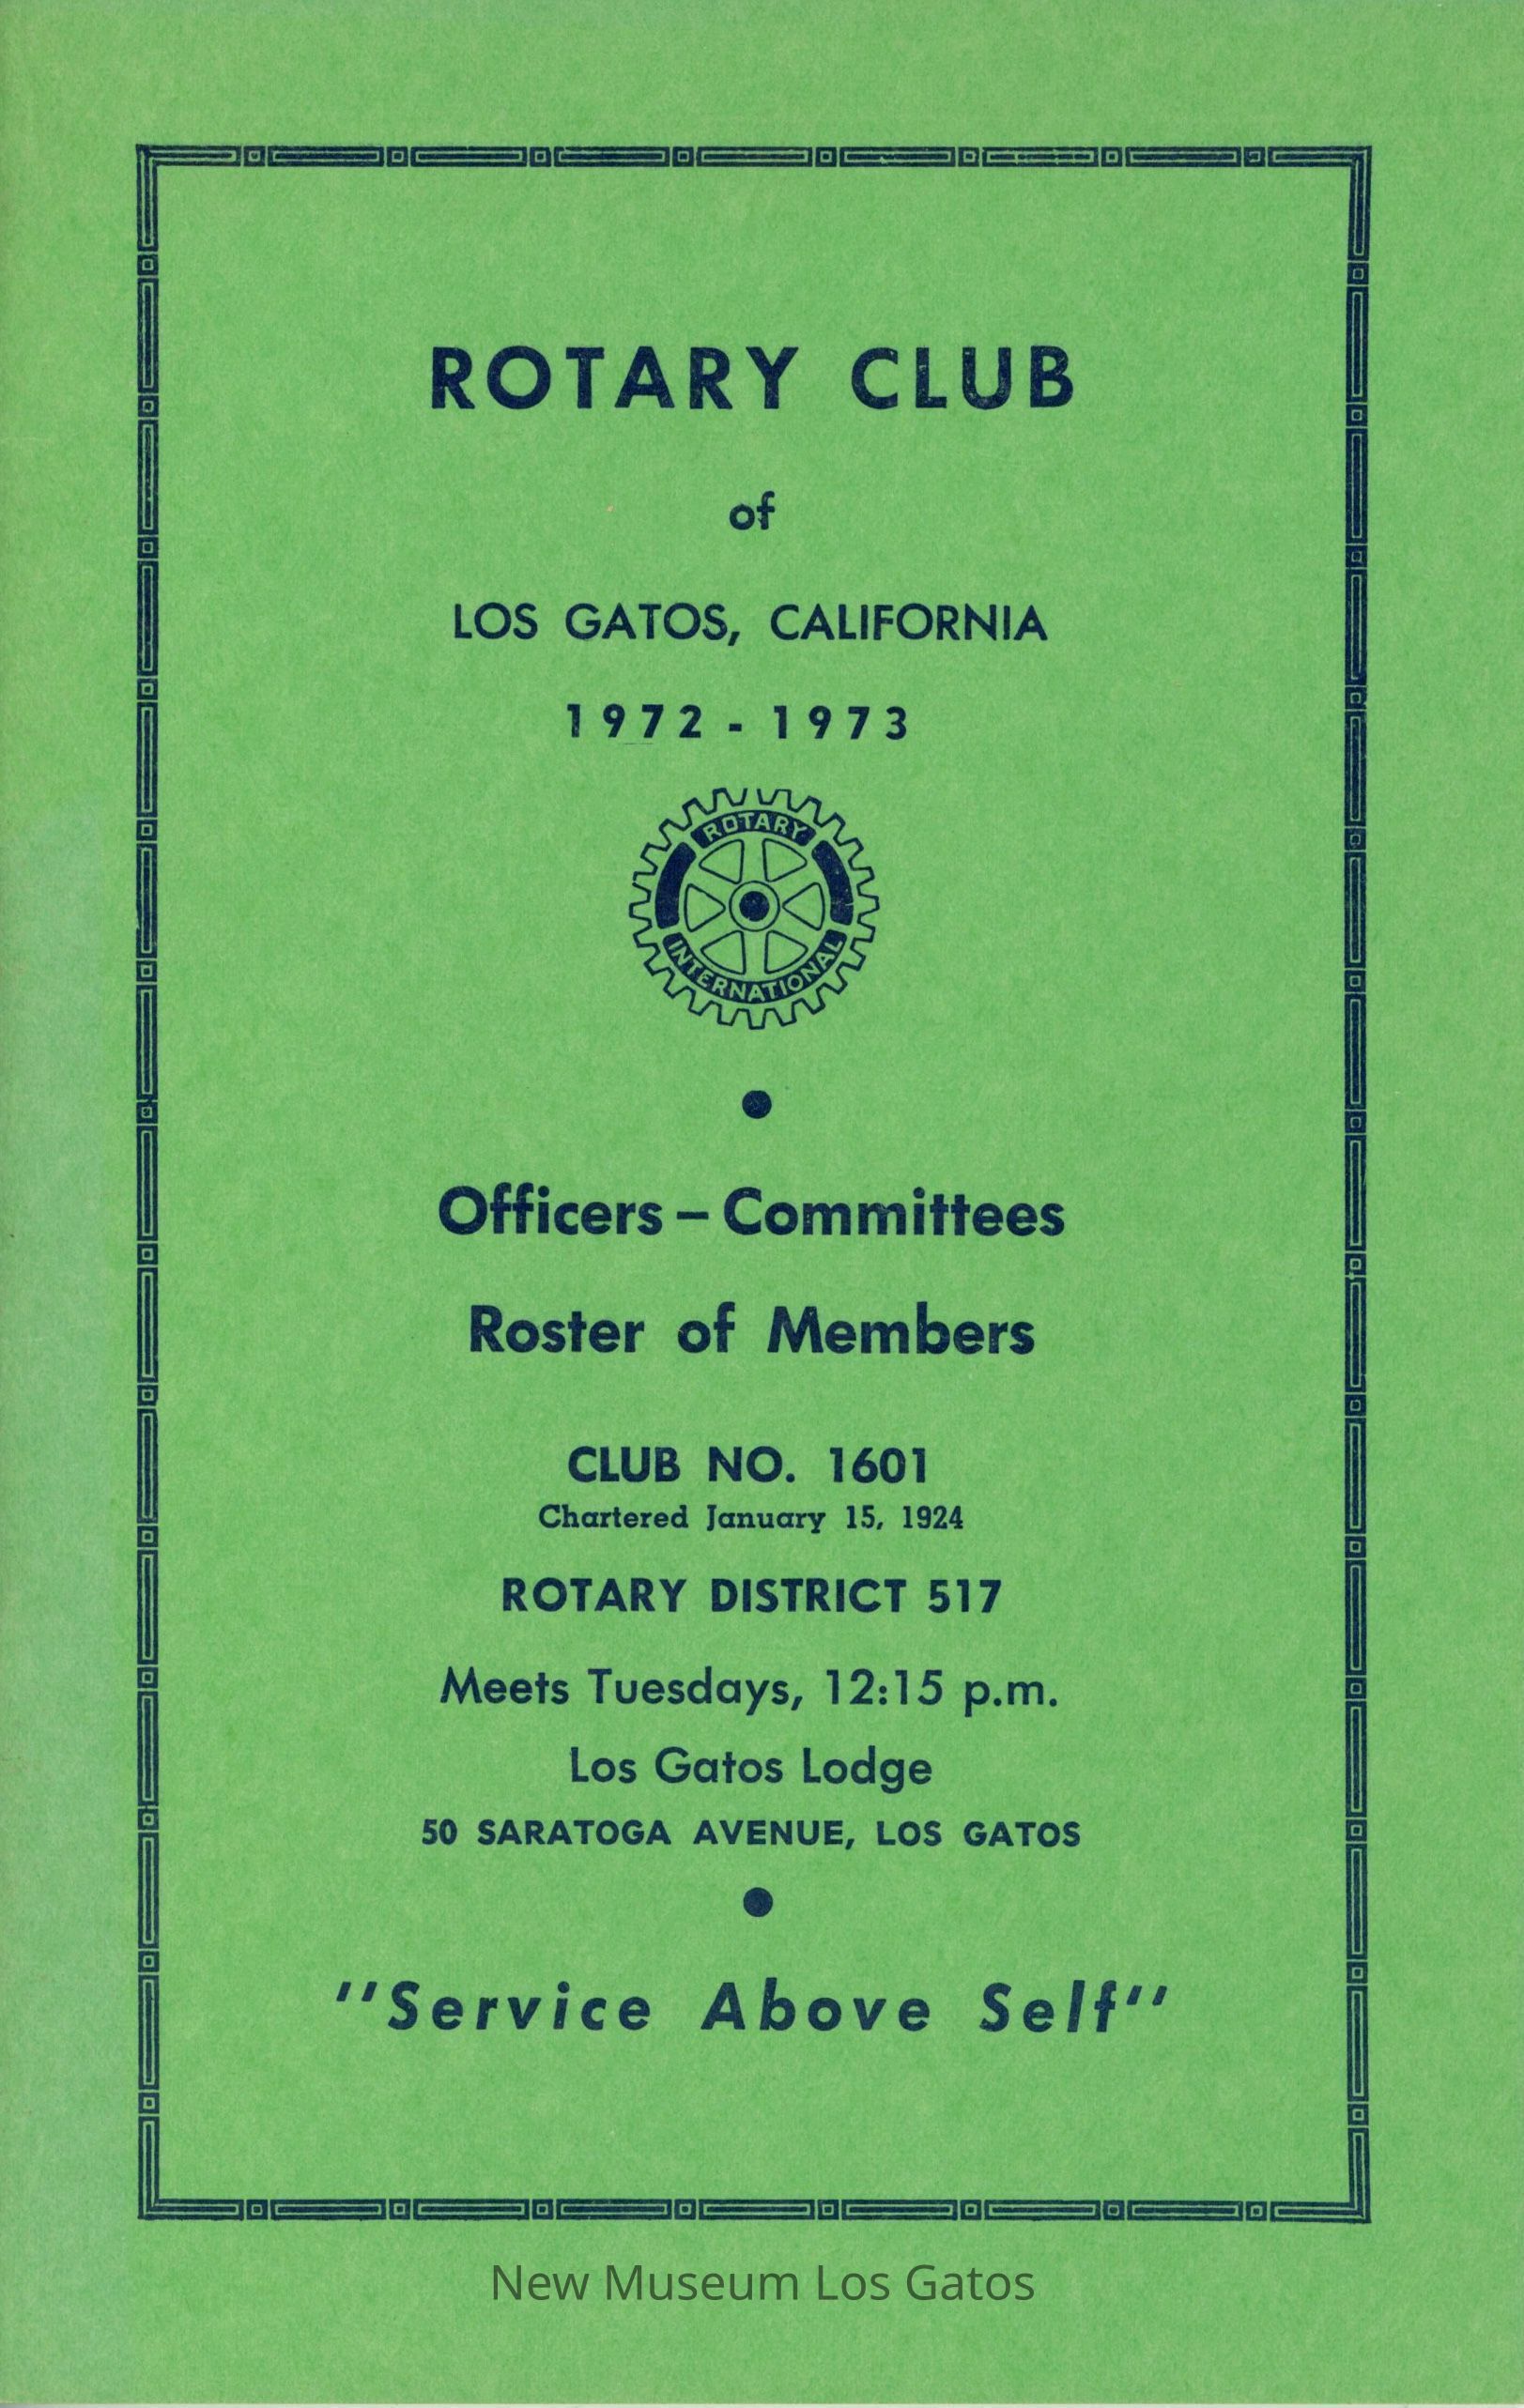 ROTARY CLUB
of
LOS GATOS, CALIFORNIA
1972 - 1973
ROTARY
INTERNATIONAL
Officers – Committees
Roster of Members
CLUB NO. 1601
Chartered January 15, 1924
ROTARY DISTRICT 517
Meets Tuesdays, 12:15 p.m.
Los Gatos Lodge
50 SARATOGA AVENUE, LOS GATOS
"Service Above Self"
New Museum Los Gatos